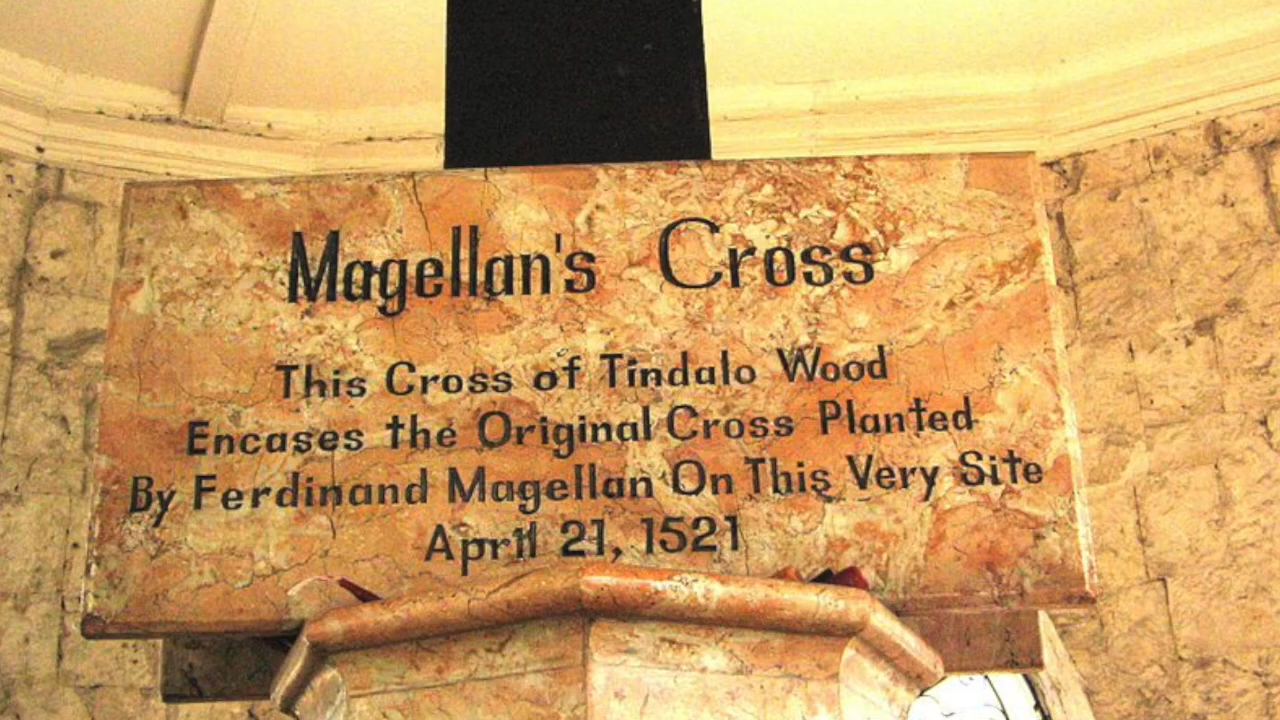 Magellan's Cross
This Cross of Tindalo Wood
Encases the Original Cross Planted
By Ferdinand Magellan On This Very Site
April 21, 1521